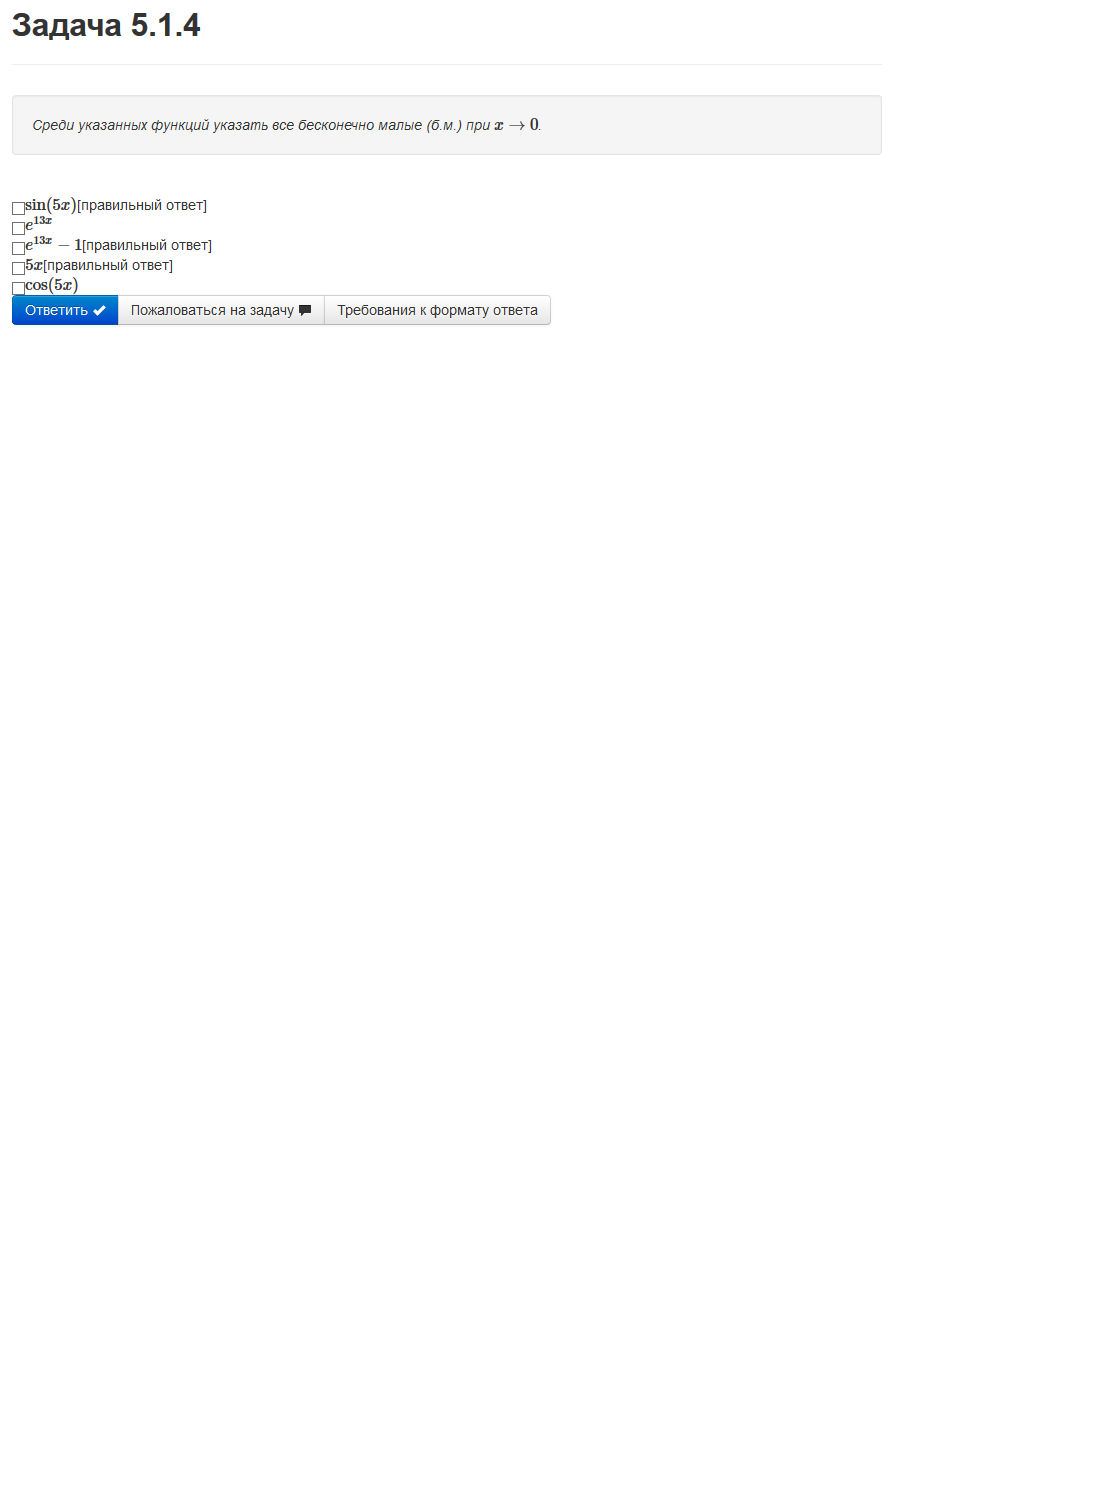 Задача 5.1.4
Среди указанных функций указать все бесконечно малые (б.м.) при x → 0.
sin(5x)[правильный ответ]
e^{13x}
e^{13x} − 1[правильный ответ]
5x[правильный ответ]
cos(5x)
Ответить Пожаловаться на задачу Требования к формату ответа